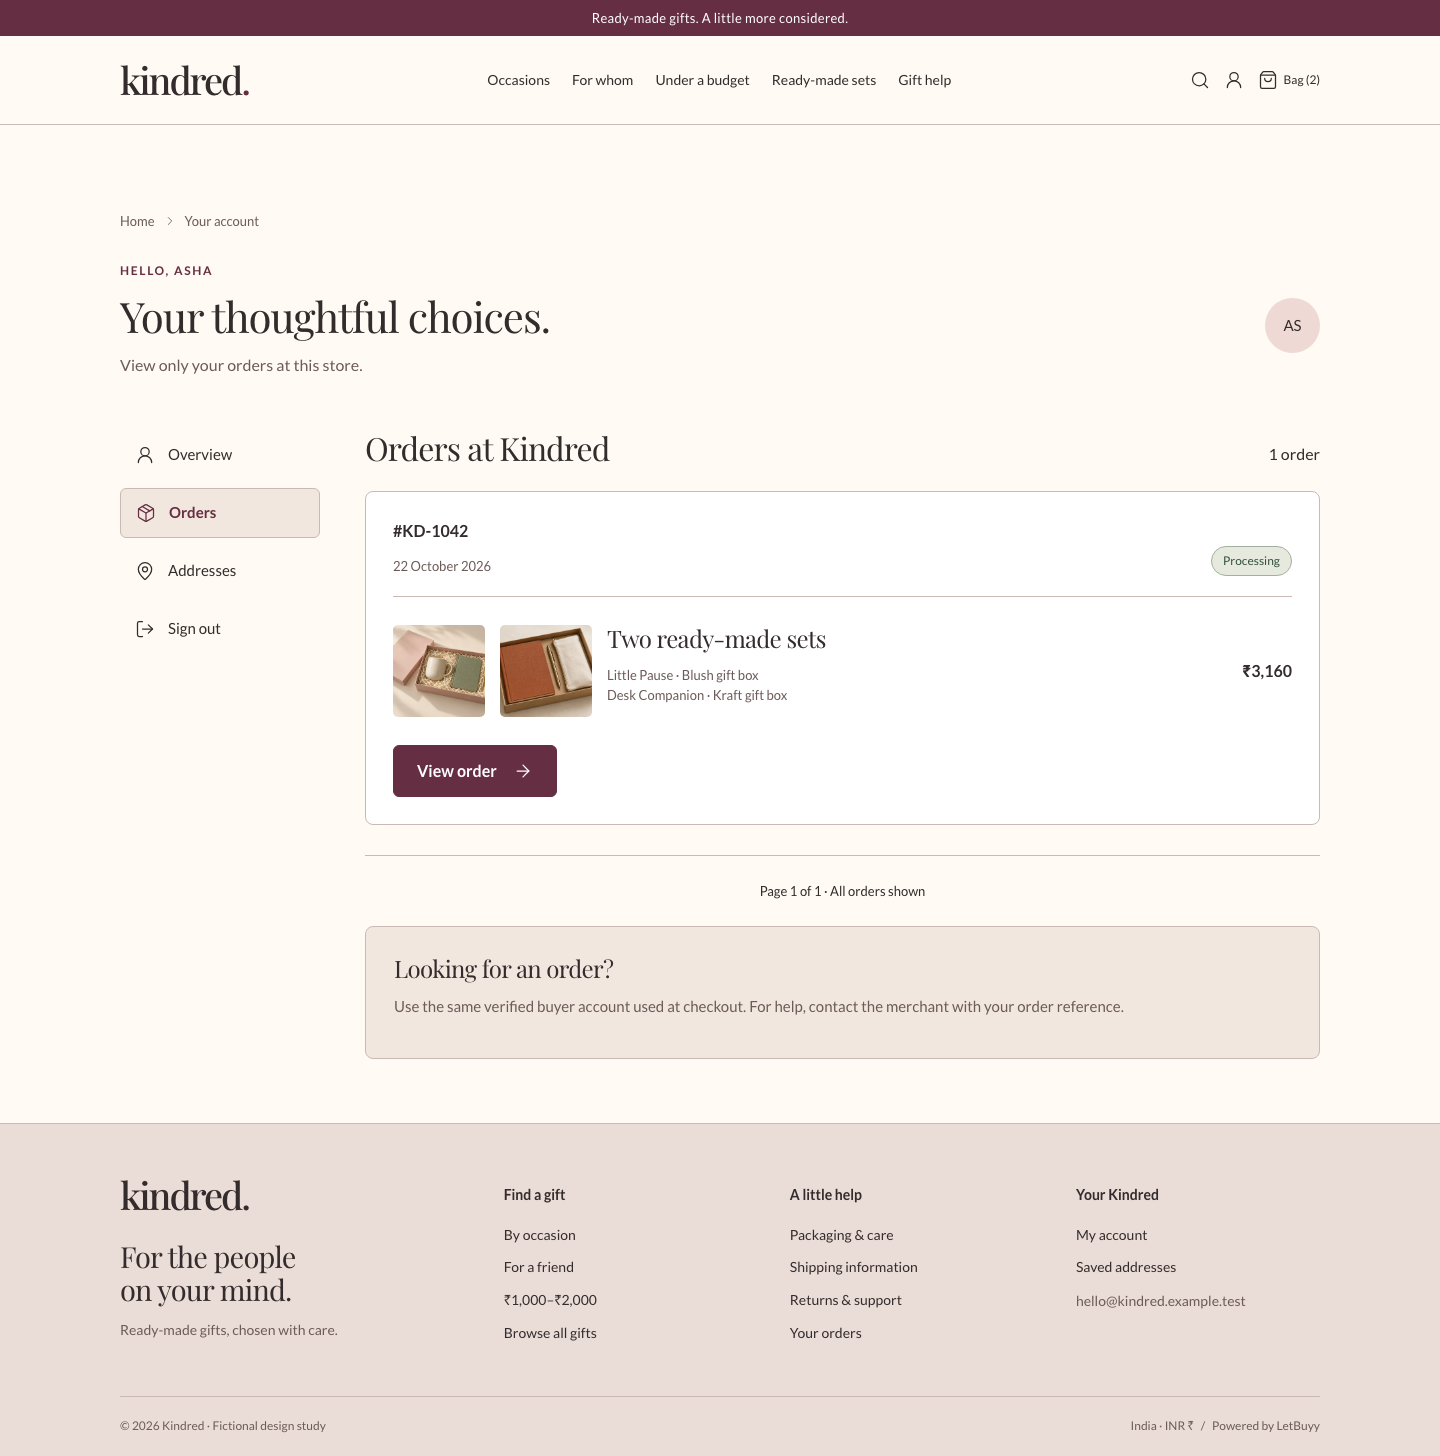 Ready-made gifts. A little more considered.
kindred.
Occasions For whom Under a budget Ready-made sets Gift help
Bag (2)
Home Your account
HELLO, ASHA
Your thoughtful choices.
AS
View only your orders at this store.
Overview
Orders
Addresses
Sign out
Orders at Kindred
1 order
#KD-1042
22 October 2026
Processing
Two ready-made sets
Little Pause · Blush gift box
Desk Companion · Kraft gift box
₹3,160
View order
Page 1 of 1 · All orders shown
Looking for an order?
Use the same verified buyer account used at checkout. For help, contact the merchant with your order reference.
kindred.
For the people
on your mind.
Ready-made gifts, chosen with care.
Find a gift
By occasion
For a friend
₹1,000–₹2,000
Browse all gifts
A little help
Packaging & care
Shipping information
Returns & support
Your orders
Your Kindred
My account
Saved addresses
hello@kindred.example.test
© 2026 Kindred · Fictional design study
India · INR ₹ / Powered by LetBuyy